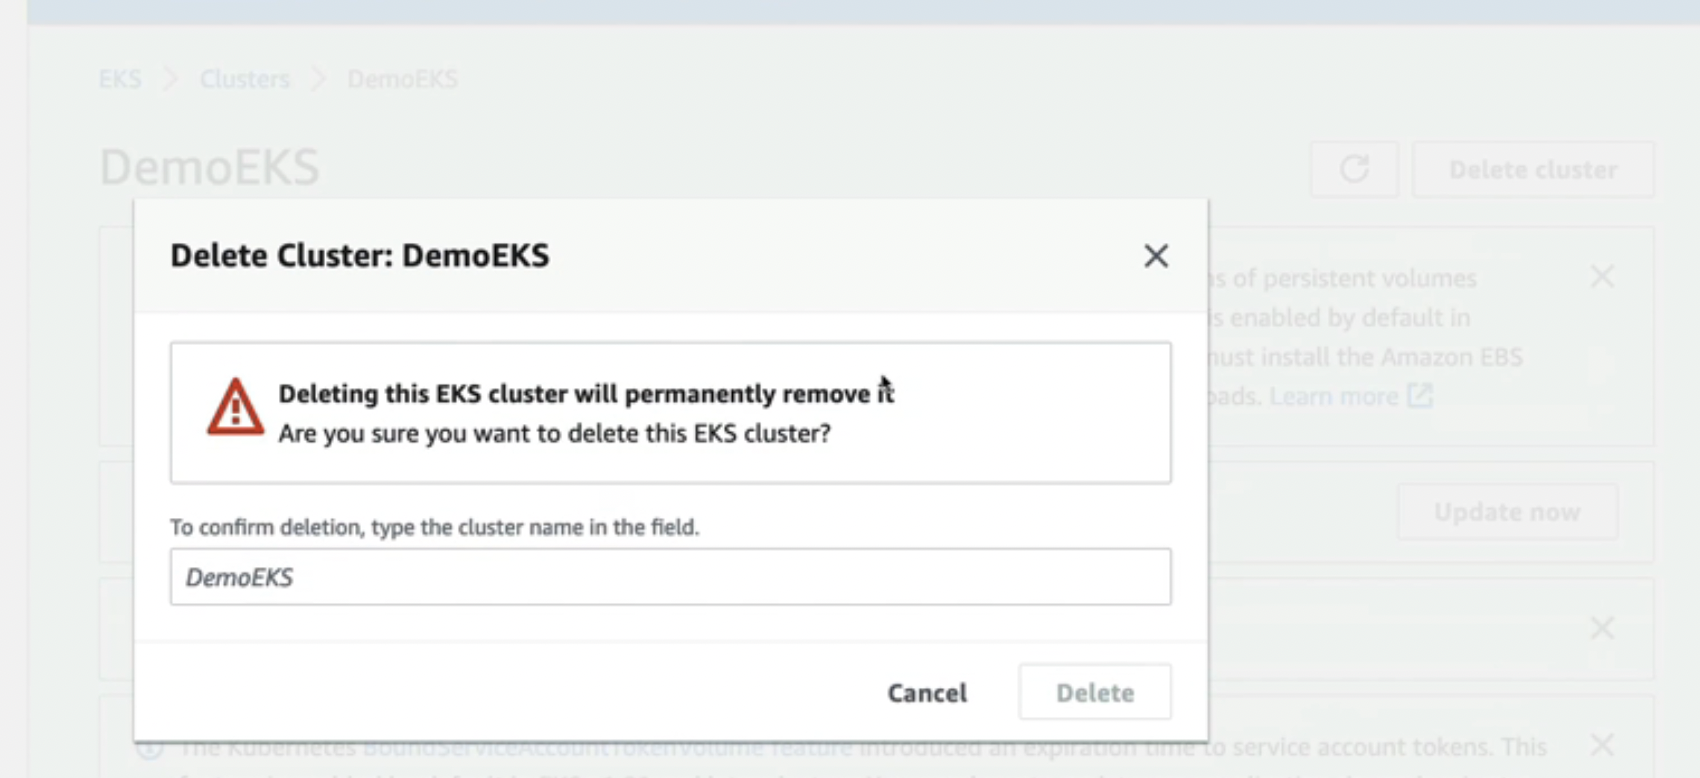 EKS > Clusters > DemoEKS
DemoEKS
Delete cluster
Delete Cluster: DemoEKS
of persistent volumes
is enabled by default in
must install the Amazon EBS
Learn more
Deleting this EKS cluster will permanently remove it
Are you sure you want to delete this EKS cluster?
To confirm deletion, type the cluster name in the field.
DemoEKS
Update now
Cancel
Delete
The Kubernetes BoundServiceAccountTokenVolume feature introduced an expiration time to service account tokens. This